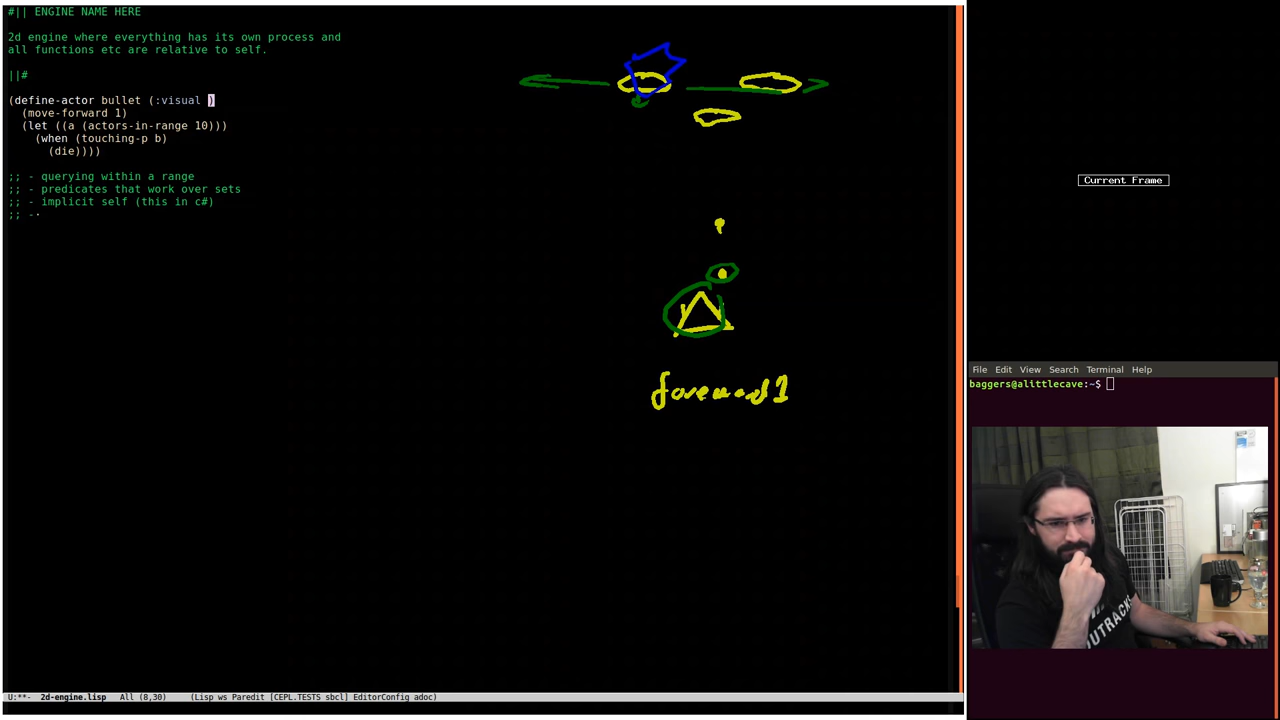 #|| ENGINE NAME HERE
2d engine where everything has its own process and
all functions etc are relative to self.
||#
(define-actor bullet (:visual )
(move-forward 1)
(let ((a (actors-in-range 10)))
(when (touching-p b)
(die))))
;; - querying within a range
;; - predicates that work over sets
;; - implicit self (this in c#)
;; -·
foreward 1
U:**-  2d-engine.lisp   All (8,30)     (Lisp ws Paredit [CEPL.TESTS sbcl] EditorConfig adoc)
Current Frame
File Edit View Search Terminal Help
baggers@alittlecave:~$
OUTRACKS